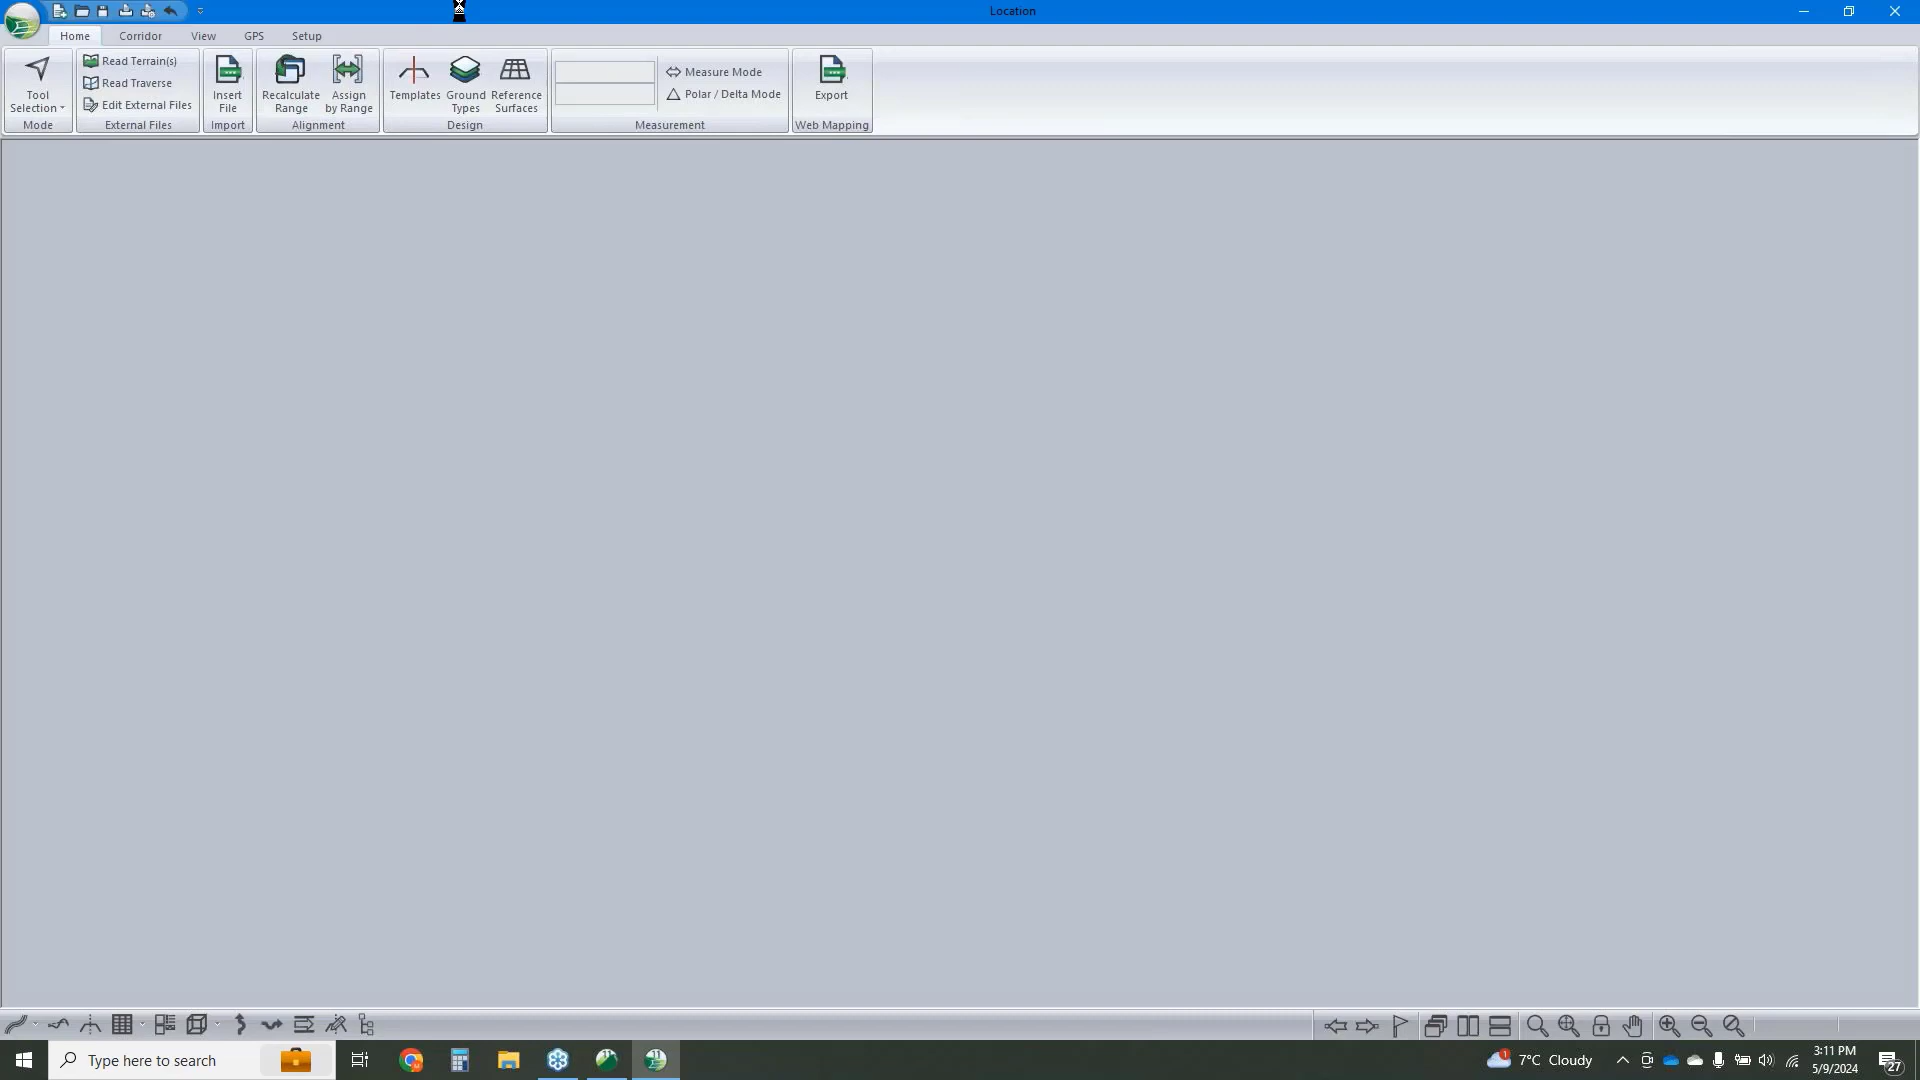 Location
Home
Corridor
View
GPS
Setup
Tool
Selection
Mode
Read Terrain(s)
Read Traverse
Edit External Files
External Files
Insert
File
Import
Recalculate
Range
Assign
by Range
Alignment
Templates
Ground
Types
Reference
Surfaces
Design
Measure Mode
Polar / Delta Mode
Measurement
Export
Web Mapping
Type here to search
1
7°C Cloudy
3:11 PM
5/9/2024
27